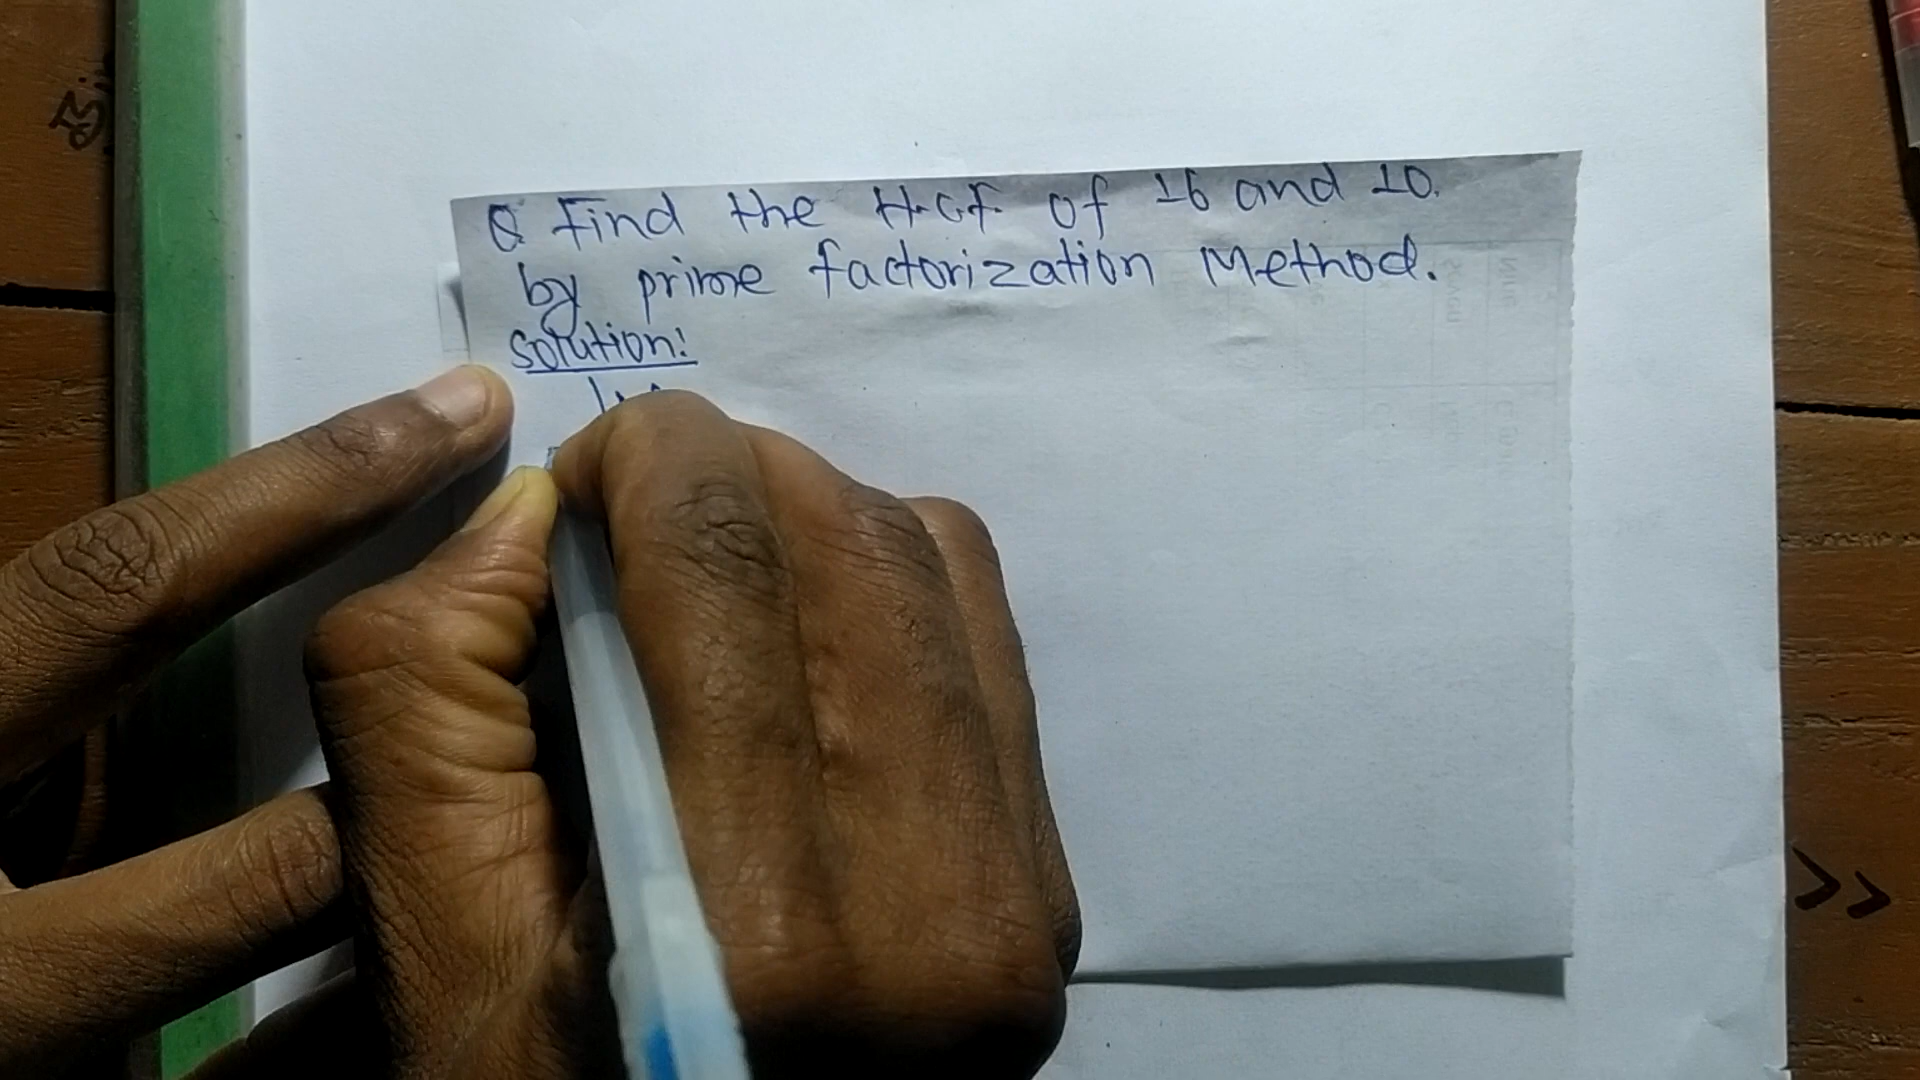 Q Find the H.C.F. of 16 and 10.
by prime factorization Method.
Solution: